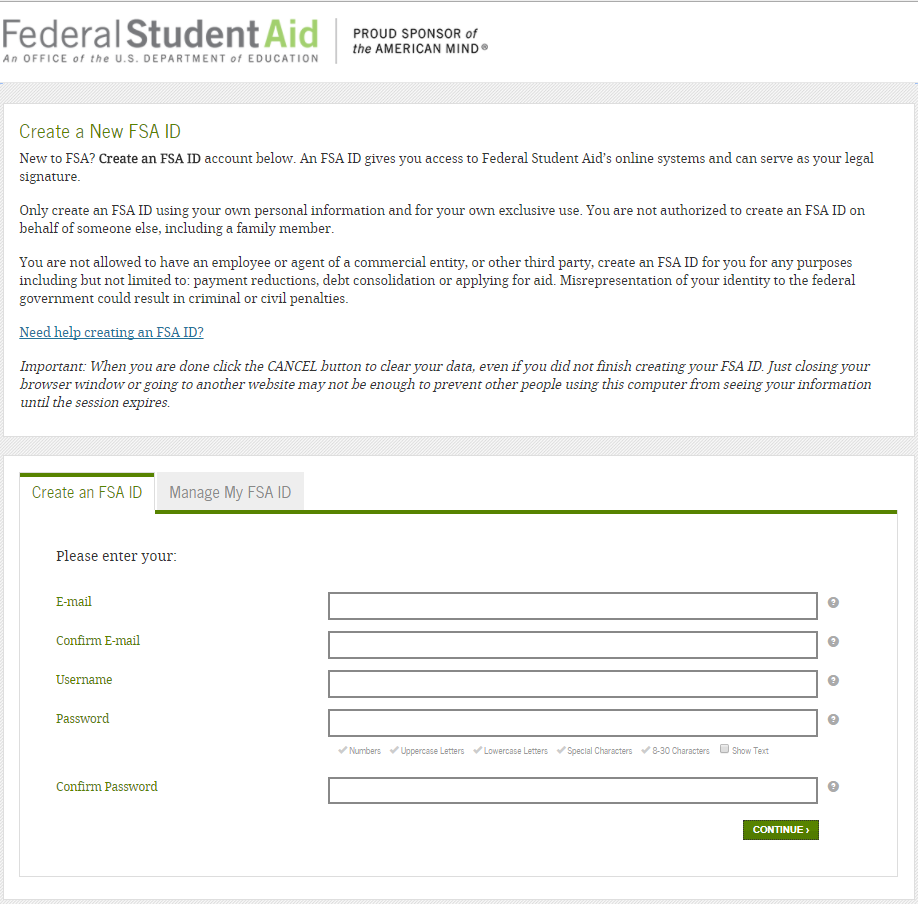 Federal Student Aid
An OFFICE of the U.S. DEPARTMENT of EDUCATION
PROUD SPONSOR of
the AMERICAN MIND®
Create a New FSA ID
New to FSA? Create an FSA ID account below. An FSA ID gives you access to Federal Student Aid's online systems and can serve as your legal
signature.
Only create an FSA ID using your own personal information and for your own exclusive use. You are not authorized to create an FSA ID on
behalf of someone else, including a family member.
You are not allowed to have an employee or agent of a commercial entity, or other third party, create an FSA ID for you for any purposes
including but not limited to: payment reductions, debt consolidation or applying for aid. Misrepresentation of your identity to the federal
government could result in criminal or civil penalties.
Need help creating an FSA ID?
Important: When you are done click the CANCEL button to clear your data, even if you did not finish creating your FSA ID. Just closing your
browser window or going to another website may not be enough to prevent other people using this computer from seeing your information
until the session expires.
Create an FSA ID Manage My FSA ID
Please enter your:
E-mail ?
Confirm E-mail ?
Username ?
Password ?
Numbers Uppercase Letters Lowercase Letters Special Characters 8-30 Characters Show Text
Confirm Password ?
CONTINUE ›